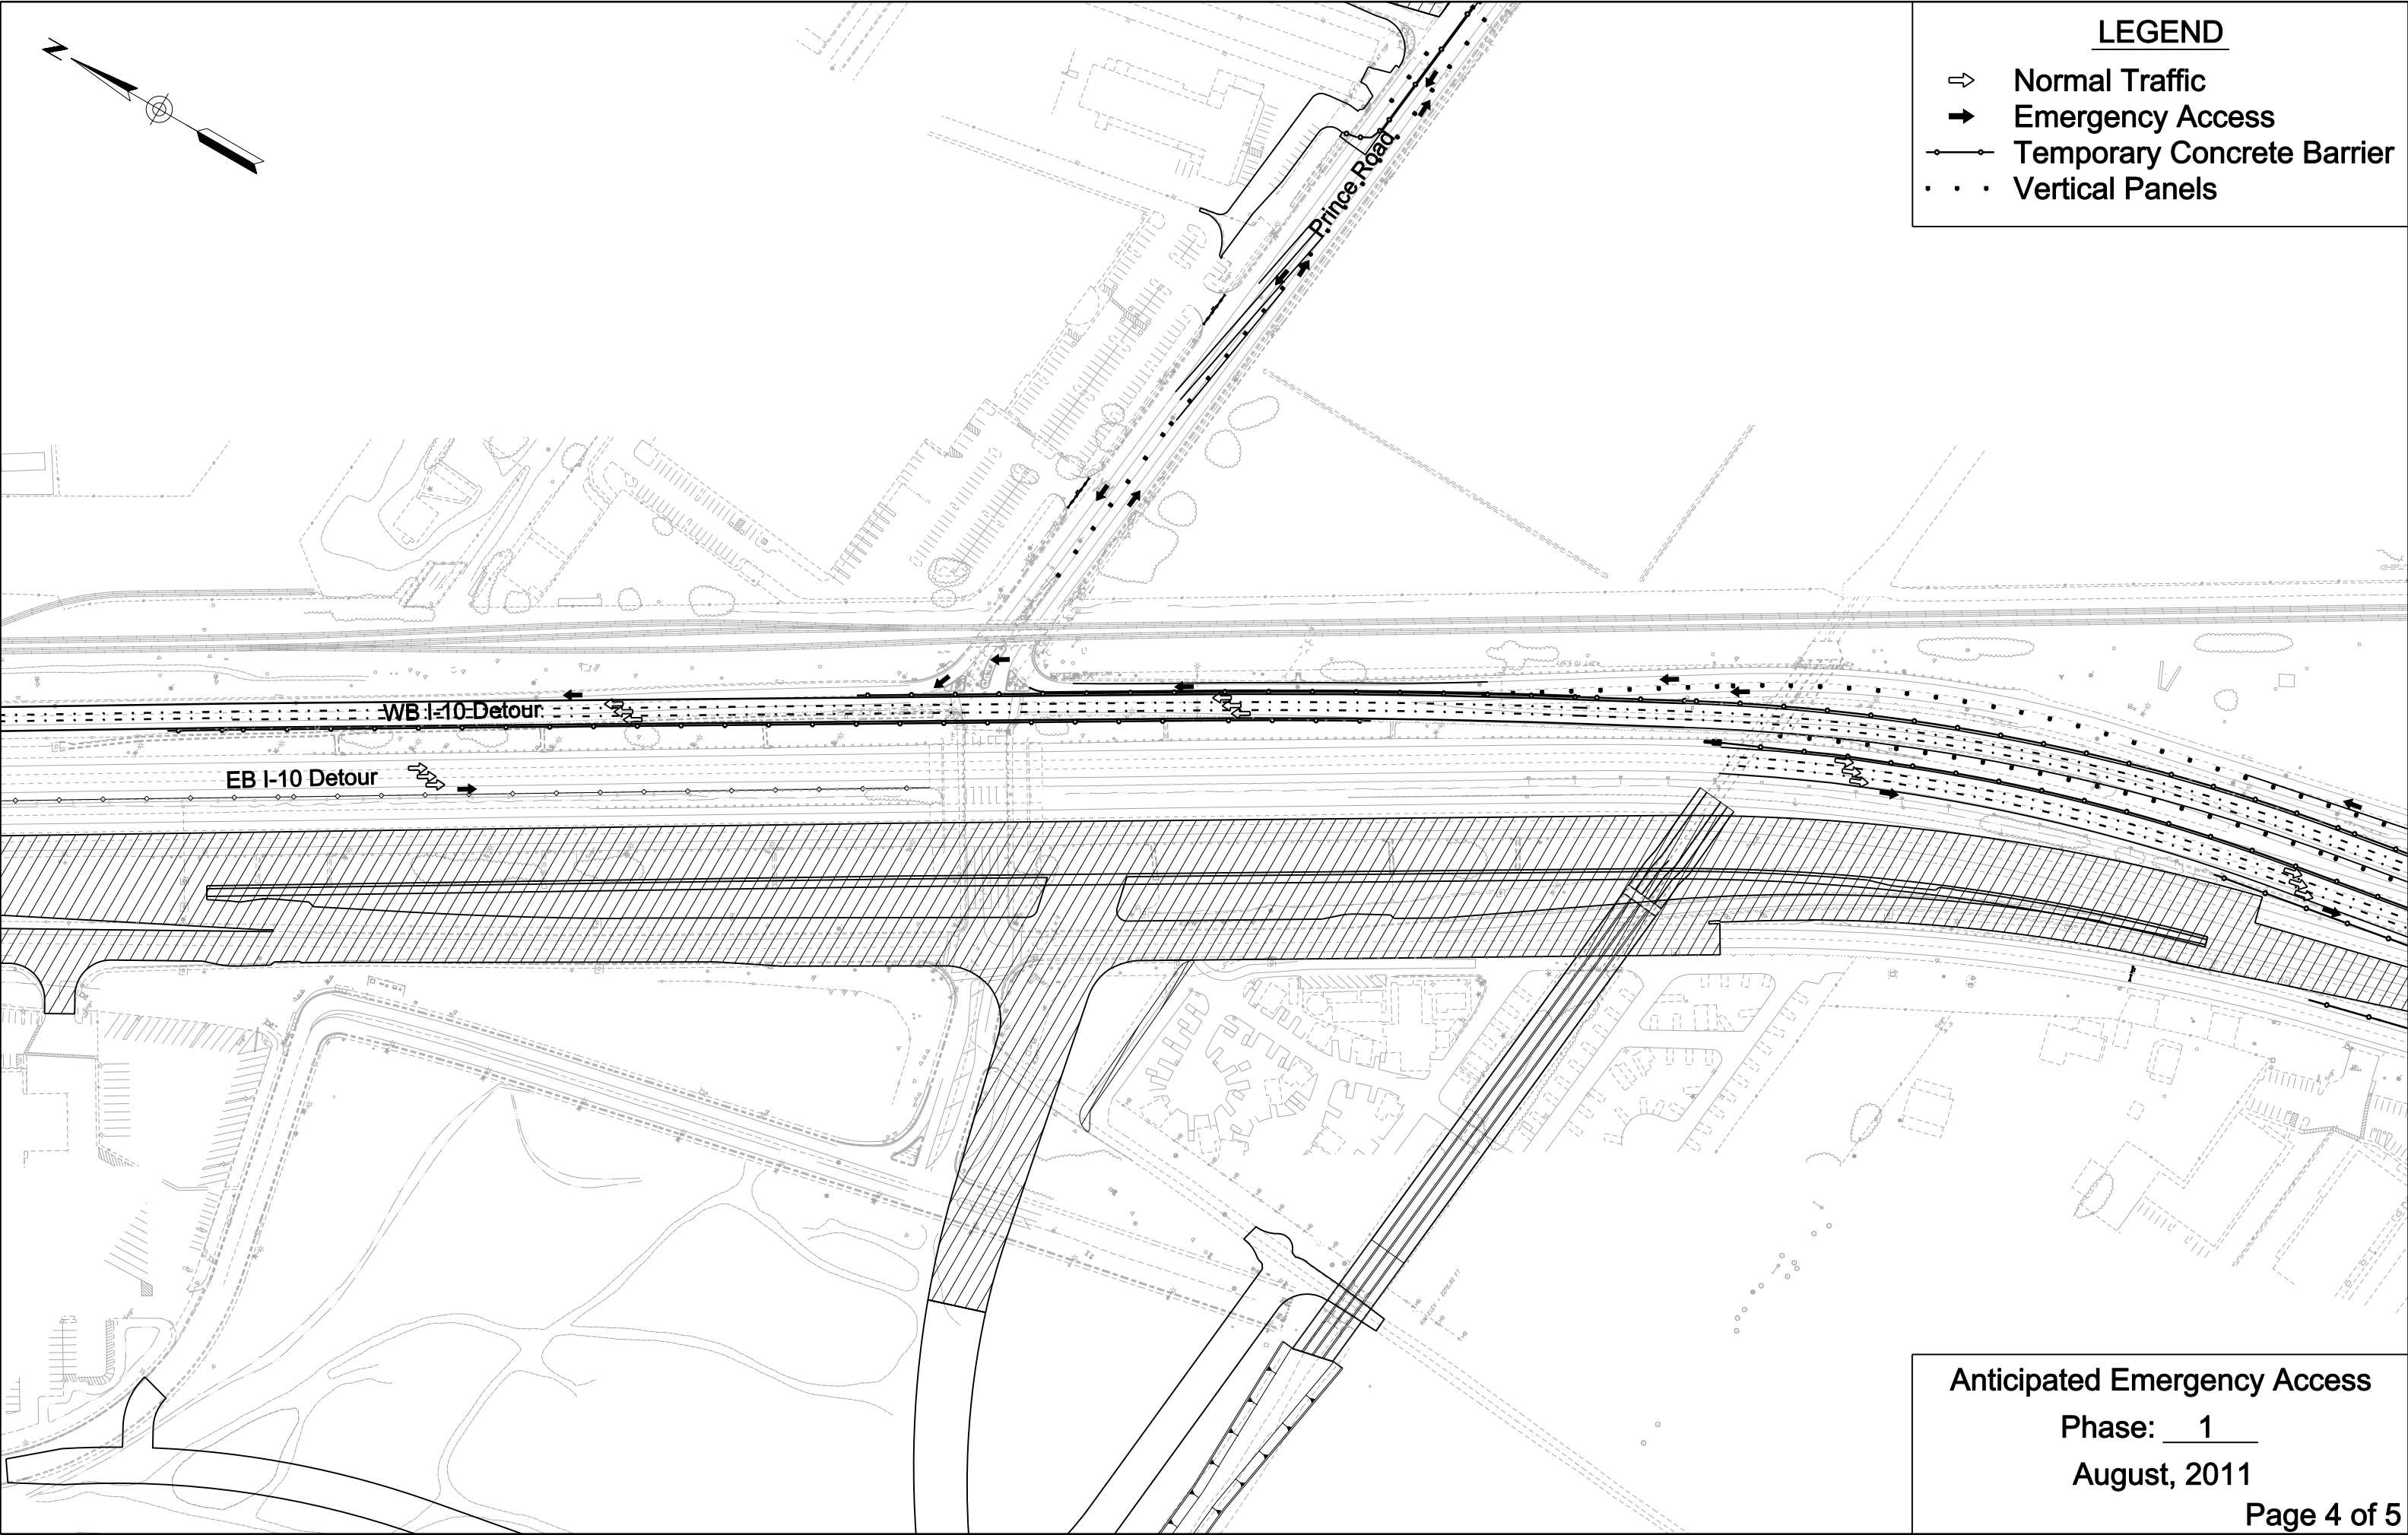 N
LEGEND
Normal Traffic
Emergency Access
Temporary Concrete Barrier
Vertical Panels
Prince Road
WB I-10 Detour
EB I-10 Detour
Anticipated Emergency Access
Phase: 1
August, 2011
Page 4 of 5